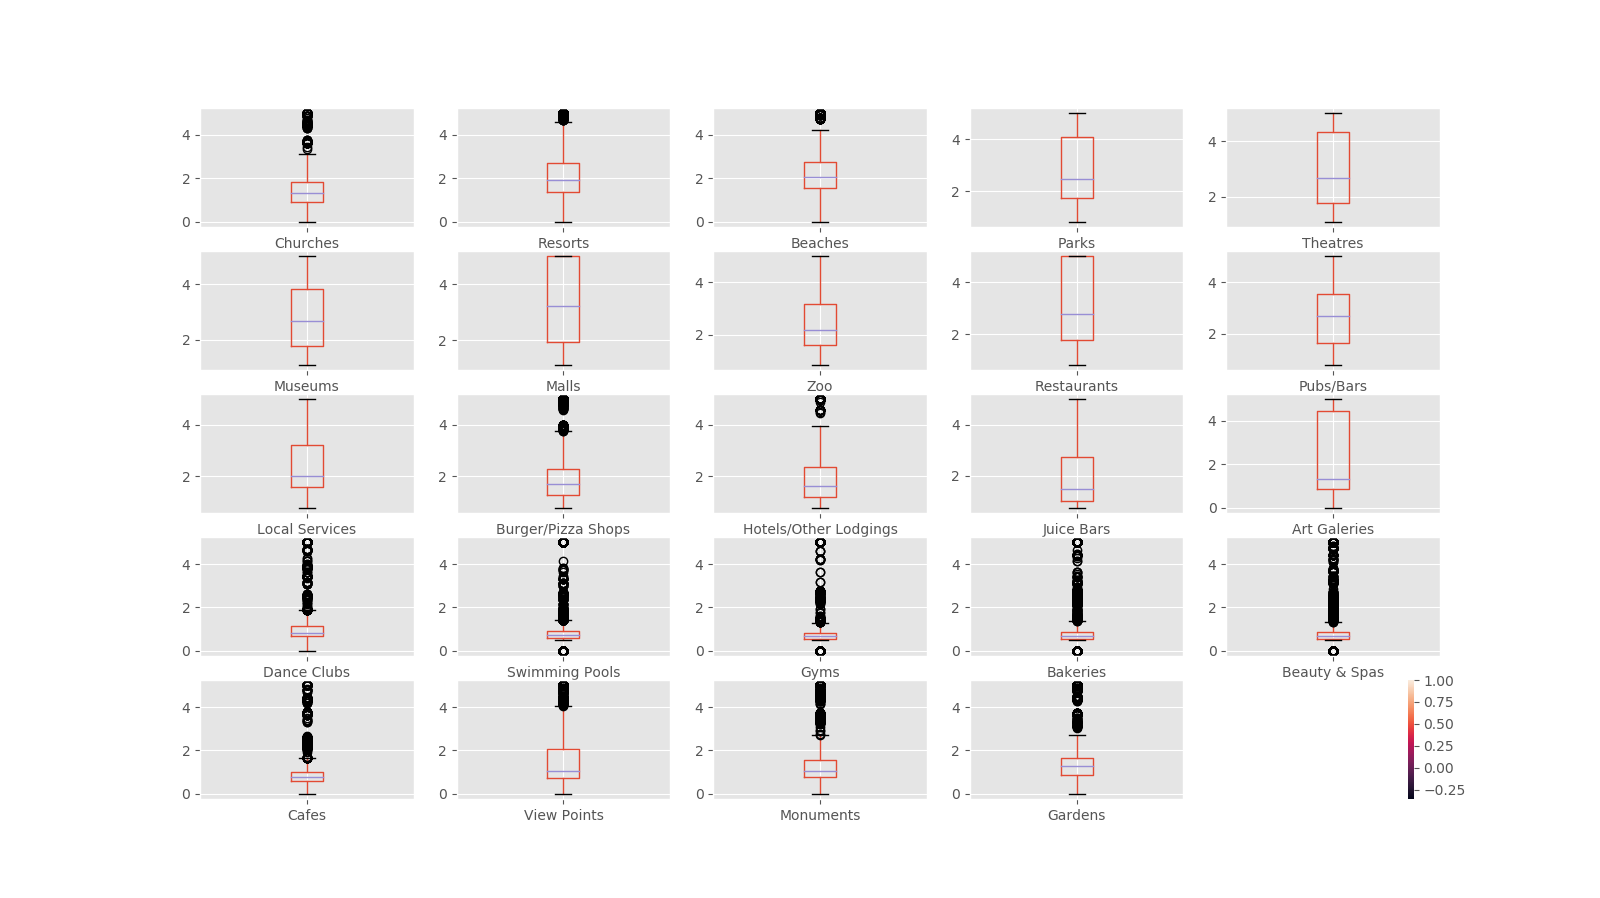 4 4 4 4 4
2 2 2 2 2
0 0 0
Churches Resorts Beaches Parks Theatres
4 4 4 4 4
2 2 2 2 2
Museums Malls Zoo Restaurants Pubs/Bars
4 4 4 4 4
2 2 2 2 2
0
Local Services Burger/Pizza Shops Hotels/Other Lodgings Juice Bars Art Galeries
4 4 4 4 4
2 2 2 2 2
0 0 0 0 0
Dance Clubs Swimming Pools Gyms Bakeries Beauty & Spas
1.00
0.75
4 4 4 4
0.50
0.25
2 2 2 2
0.00
−0.25
0 0 0 0
Cafes View Points Monuments Gardens